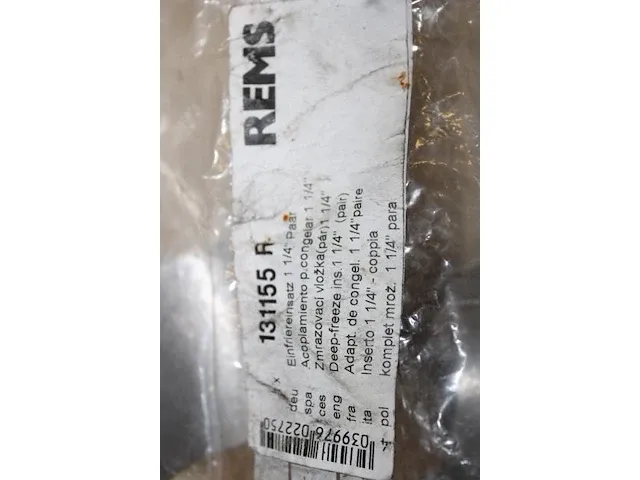 REMS
131155 R
x
deu Einfriereinsatz 1 1/4" Paar
spa Acoplamiento p.congelar 1 1/4"
ces Zmrazovací vložka(pár)1 1/4"
eng Deep-freeze ins.1 1/4" (pair)
fra Adapt. de congel. 1 1/4"paire
ita Inserto 1 1/4" - coppia
pol komplet mroż. 1 1/4" para
039976-022750